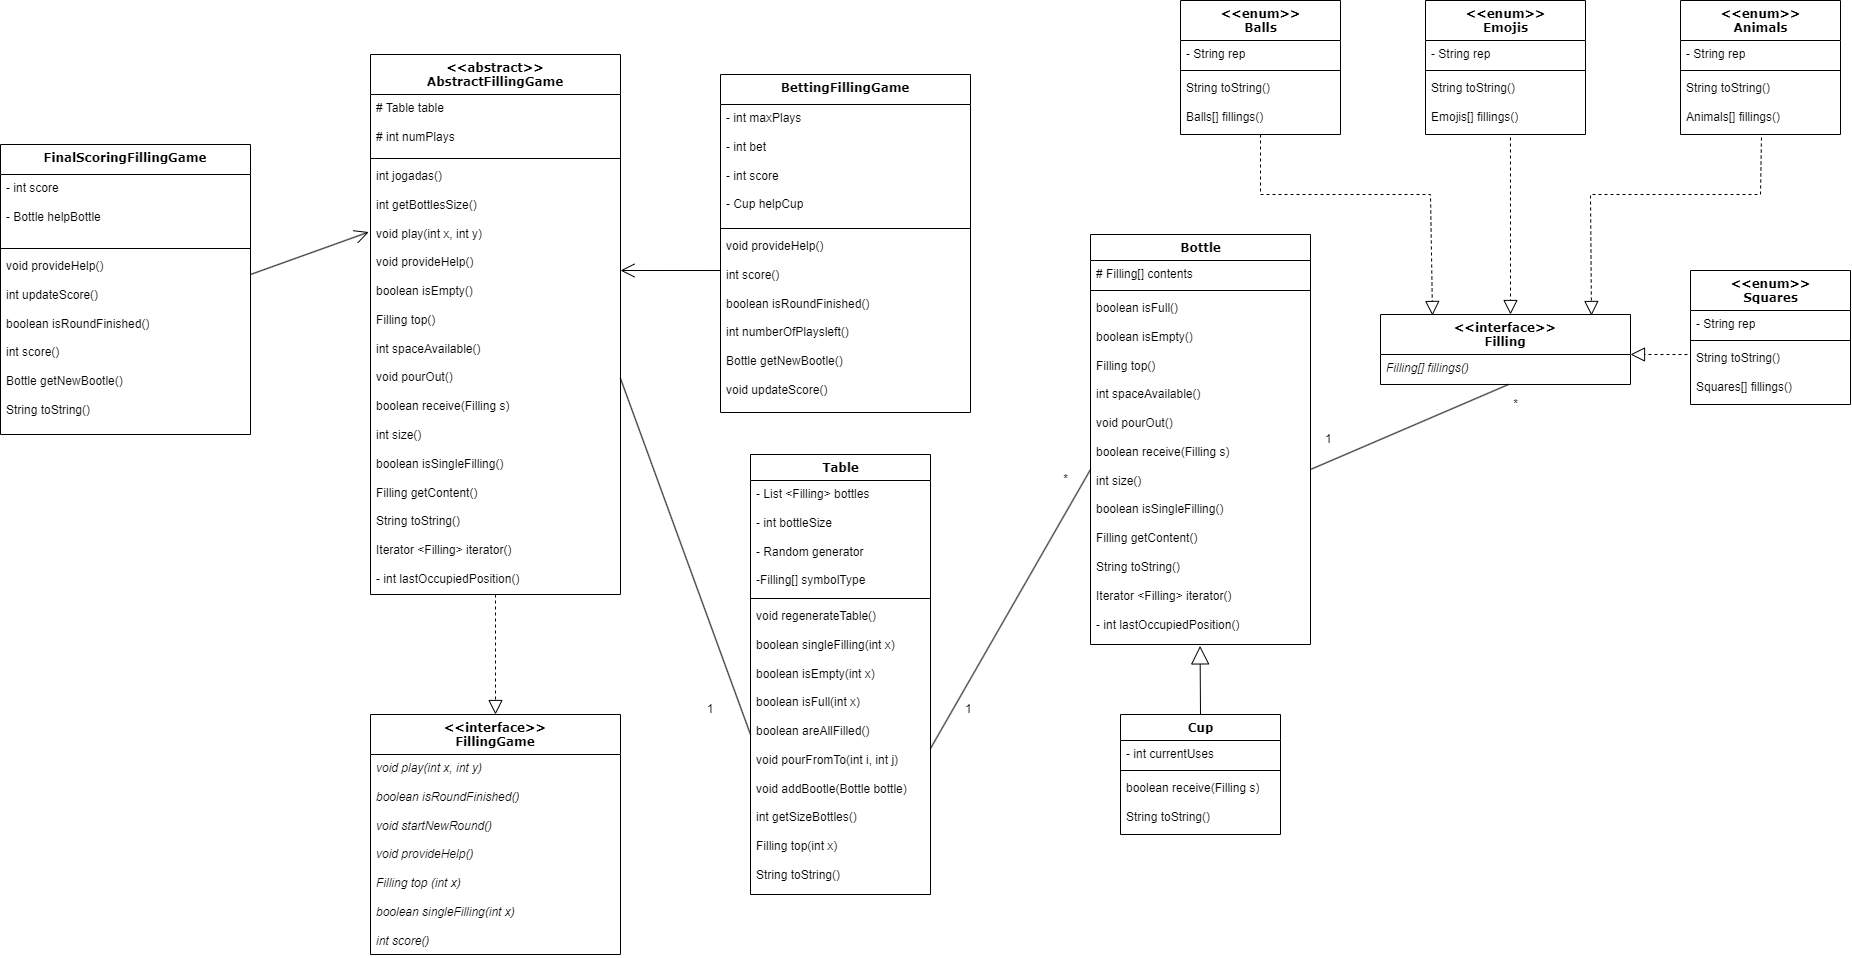 <<enum>>
Balls
- String rep
String toString()
Balls[] fillings()
<<enum>>
Emojis
- String rep
String toString()
Emojis[] fillings()
<<enum>>
Animals
- String rep
String toString()
Animals[] fillings()
<<abstract>>
AbstractFillingGame
# Table table
# int numPlays
int jogadas()
int getBottlesSize()
void play(int x, int y)
void provideHelp()
boolean isEmpty()
Filling top()
int spaceAvailable()
void pourOut()
boolean receive(Filling s)
int size()
boolean isSingleFilling()
Filling getContent()
String toString()
Iterator <Filling> iterator()
- int lastOccupiedPosition()
BettingFillingGame
- int maxPlays
- int bet
- int score
- Cup helpCup
void provideHelp()
int score()
boolean isRoundFinished()
int numberOfPlaysleft()
Bottle getNewBootle()
void updateScore()
FinalScoringFillingGame
- int score
- Bottle helpBottle
void provideHelp()
int updateScore()
boolean isRoundFinished()
int score()
Bottle getNewBootle()
String toString()
Bottle
# Filling[] contents
boolean isFull()
boolean isEmpty()
Filling top()
int spaceAvailable()
void pourOut()
boolean receive(Filling s)
int size()
boolean isSingleFilling()
Filling getContent()
String toString()
Iterator <Filling> iterator()
- int lastOccupiedPosition()
<<interface>>
Filling
Filling[] fillings()
<<enum>>
Squares
- String rep
String toString()
Squares[] fillings()
*
1
*
1
1
Table
- List <Filling> bottles
- int bottleSize
- Random generator
-Filling[] symbolType
void regenerateTable()
boolean singleFilling(int x)
boolean isEmpty(int x)
boolean isFull(int x)
boolean areAllFilled()
void pourFromTo(int i, int j)
void addBootle(Bottle bottle)
int getSizeBottles()
Filling top(int x)
String toString()
<<interface>>
FillingGame
void play(int x, int y)
boolean isRoundFinished()
void startNewRound()
void provideHelp()
Filling top (int x)
boolean singleFilling(int x)
int score()
Cup
- int currentUses
boolean receive(Filling s)
String toString()